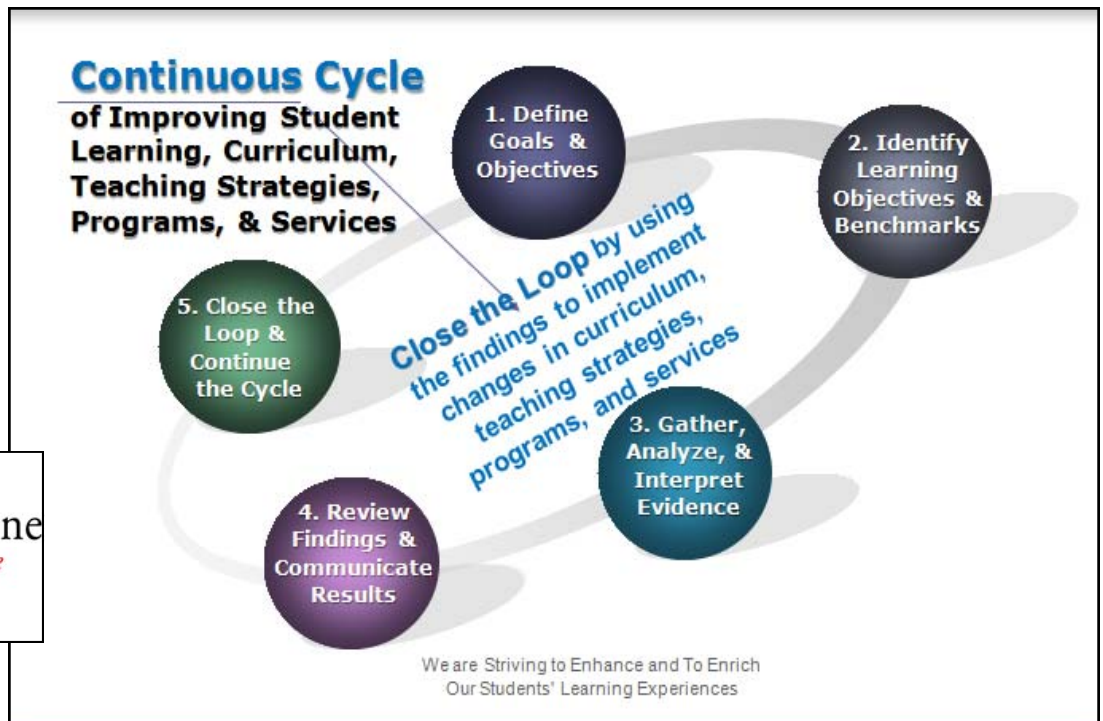 Continuous Cycle
of Improving Student
Learning, Curriculum,
Teaching Strategies,
Programs, & Services
1. Define
Goals &
Objectives
2. Identify
Learning
Objectives &
Benchmarks
3. Gather,
Analyze, &
Interpret
Evidence
4. Review
Findings &
Communicate
Results
5. Close the
Loop &
Continue
the Cycle
Close the Loop by using
the findings to implement
changes in curriculum,
teaching strategies,
programs, and services
We are Striving to Enhance and To Enrich
Our Students' Learning Experiences